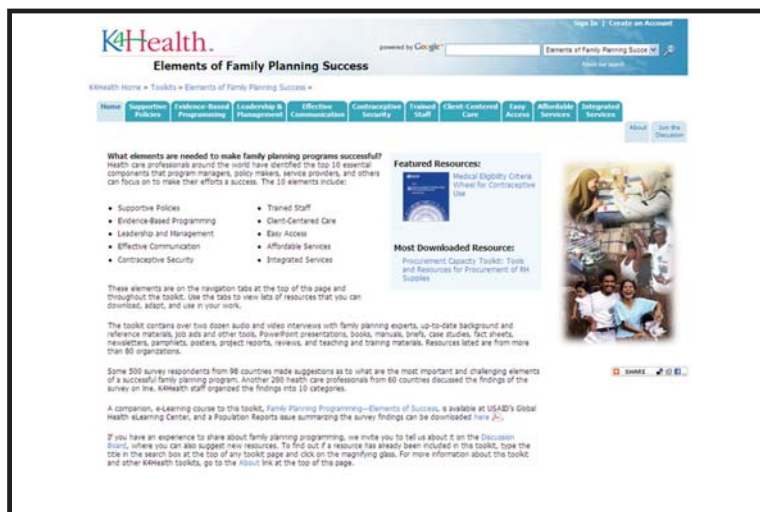 Sign In | Create an Account
K4Health™
powered by Google™
Elements of Family Planning Succe
Elements of Family Planning Success
K4Health Home » Toolkits » Elements of Family Planning Success »
Home
Supportive Policies
Evidence-Based Programming
Leadership & Management
Effective Communication
Contraceptive Security
Trained Staff
Client-Centered Care
Easy Access
Affordable Services
Integrated Services
About
Join the Discussion
What elements are needed to make family planning programs successful?
Health care professionals around the world have identified the top 10 essential
components that program managers, policy makers, service providers, and others
can focus on to make their efforts a success. The 10 elements include:
• Supportive Policies
• Evidence-Based Programming
• Leadership and Management
• Effective Communication
• Contraceptive Security
• Trained Staff
• Client-Centered Care
• Easy Access
• Affordable Services
• Integrated Services
Featured Resources:
Medical Eligibility Criteria
Wheel for Contraceptive
Use
Most Downloaded Resource:
Procurement Capacity Toolkit: Tools
and Resources for Procurement of RH
Supplies
These elements are on the navigation tabs at the top of this page and
throughout the toolkit. Use the tabs to view lists of resources that you can
download, adapt, and use in your work.
The toolkit contains over two dozen audio and video interviews with family planning experts, up-to-date background and
reference materials, job aids and other tools, PowerPoint presentations, books, manuals, briefs, case studies, fact sheets,
newsletters, pamphlets, posters, project reports, reviews, and teaching and training materials. Resources listed are from more
than 80 organizations.
Some 500 survey respondents from 98 countries made suggestions as to what are the most important and challenging elements
of a successful family planning program. Another 280 health care professionals from 60 countries discussed the findings of the
survey on line. K4Health staff organized the findings into 10 categories.
A companion, e-Learning course to this toolkit, Family Planning Programming—Elements of Success, is available at USAID's Global
Health eLearning Center, and a Population Reports issue summarizing the survey findings can be downloaded here
If you have an experience to share about family planning programming, we invite you to tell us about it on the Discussion
Board, where you can also suggest new resources. To find out if a resource has already been included in this toolkit, type the
title in the search box at the top of any toolkit page and click on the magnifying glass. For more information about this toolkit
and other K4Health toolkits, go to the About link at the top of this page.
SHARE